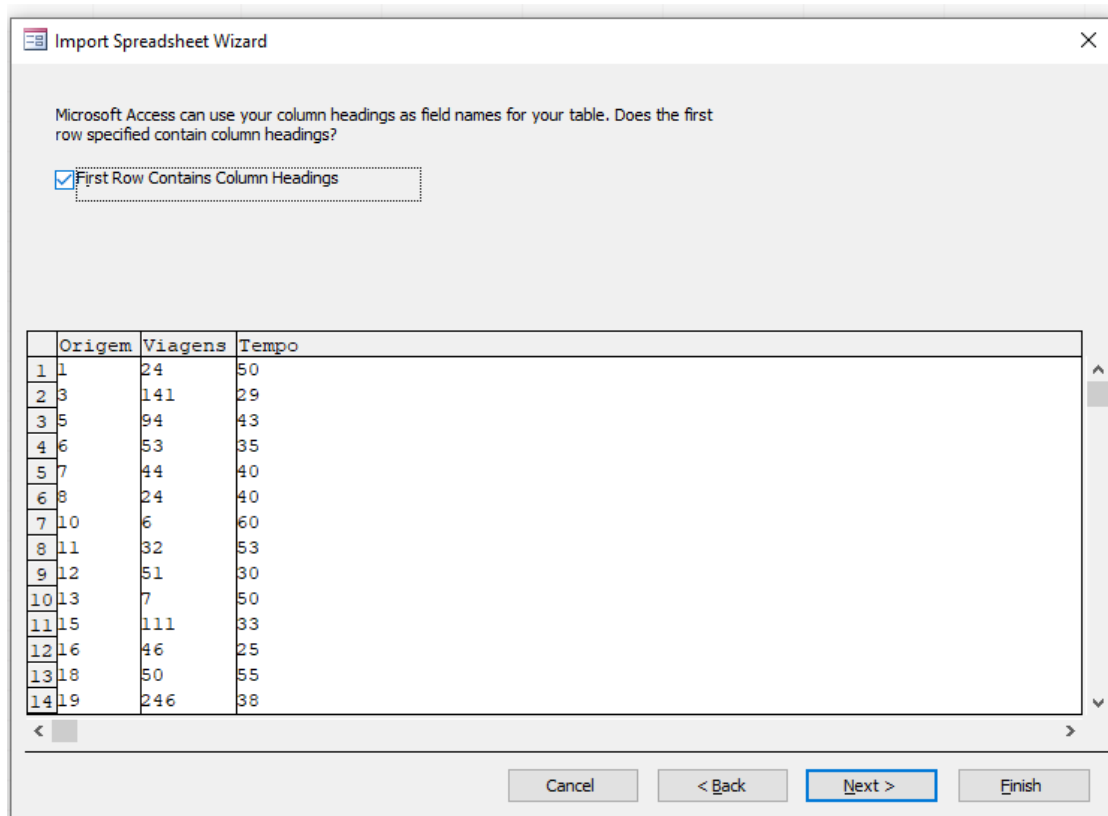 Import Spreadsheet Wizard
Microsoft Access can use your column headings as field names for your table. Does the first
row specified contain column headings?
First Row Contains Column Headings
Origem Viagens Tempo
1 1 24 50
2 3 141 29
3 5 94 43
4 6 53 35
5 7 44 40
6 8 24 40
7 10 6 60
8 11 32 53
9 12 51 30
10 13 7 50
11 15 111 33
12 16 46 25
13 18 50 55
14 19 246 38
Cancel < Back Next > Finish